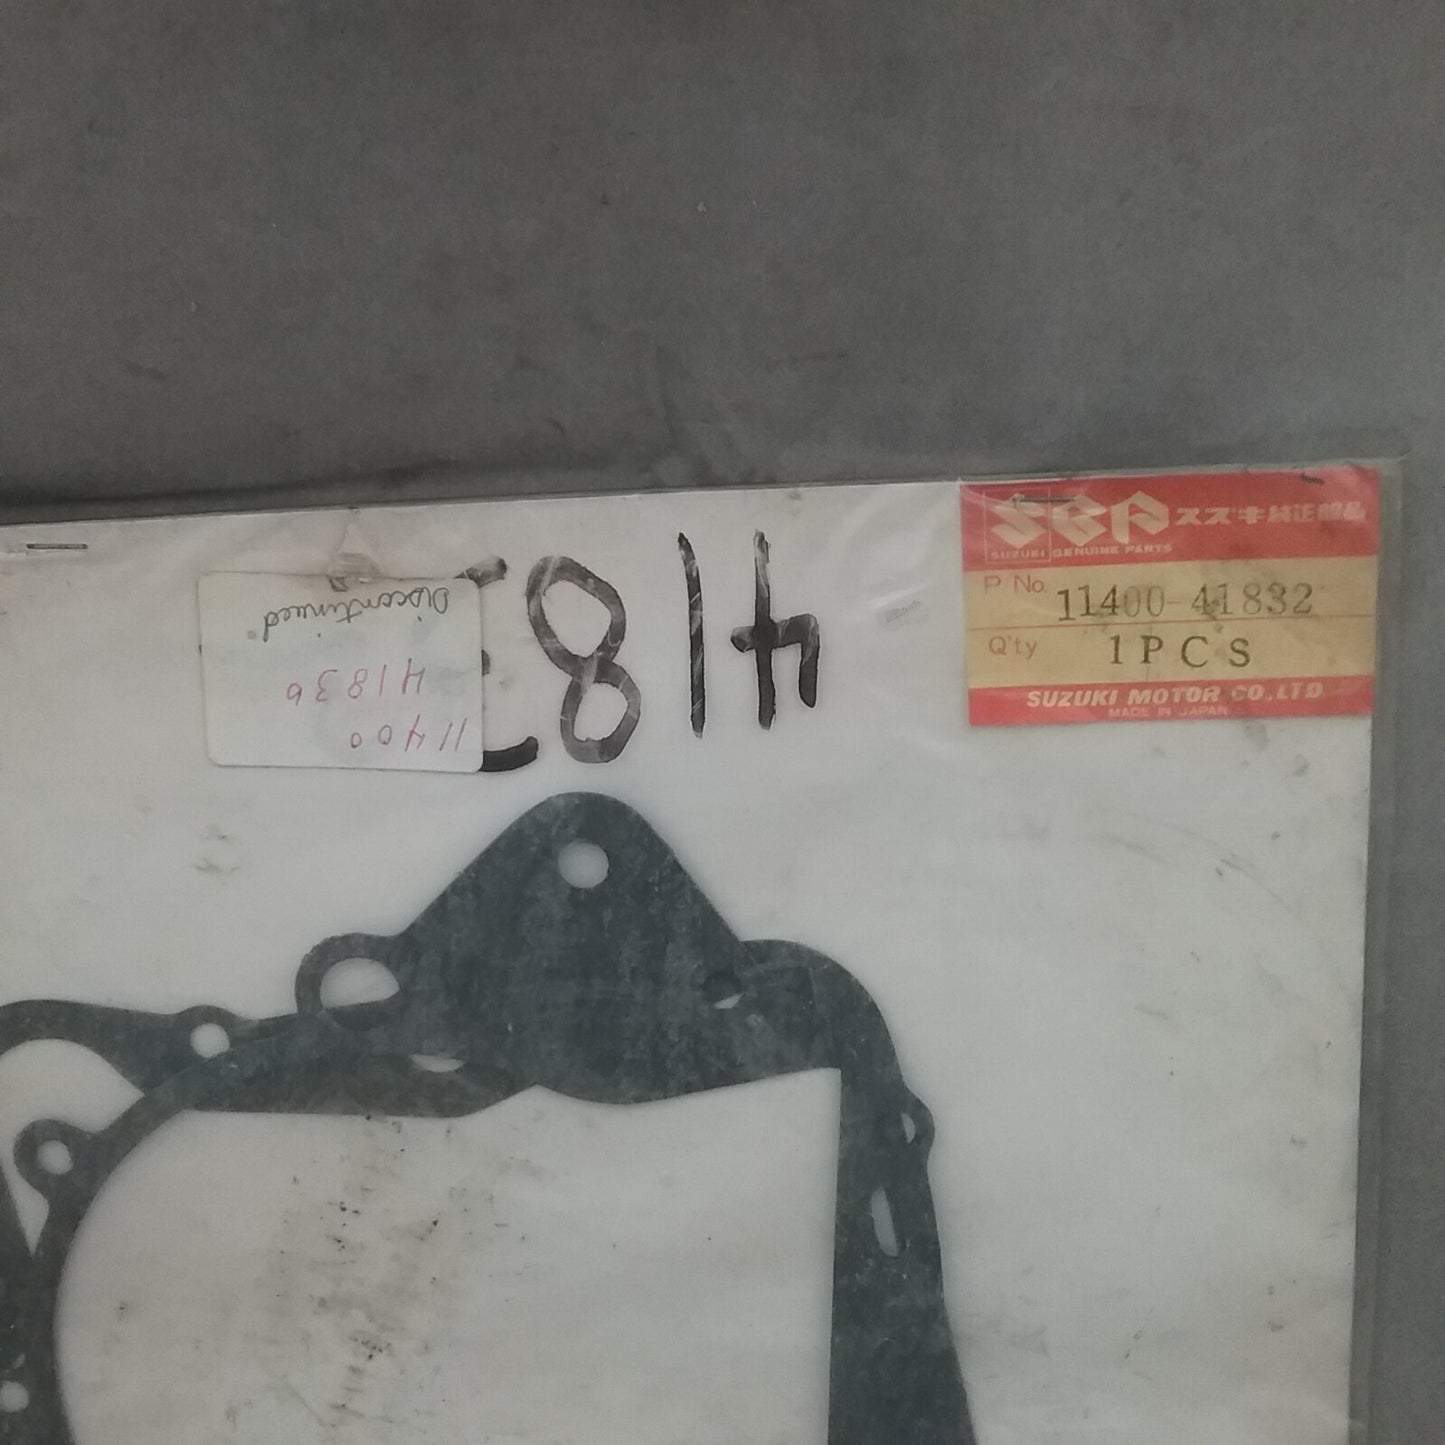 SGP スズキ純正部品
SUZUKI GENUINE PARTS
P No. 11400-41832
Q'ty 1PCS
SUZUKI MOTOR CO.,LTD
MADE IN JAPAN
4183
11400
41836
Discontinued